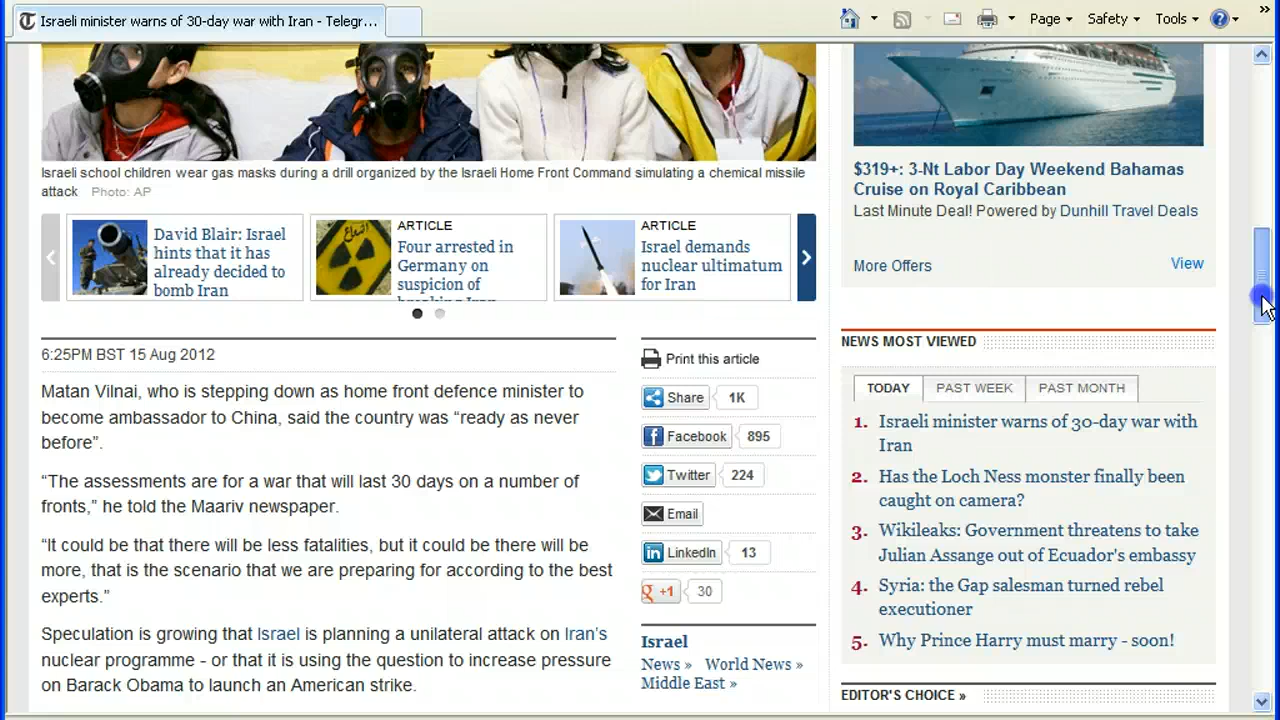 Israeli minister warns of 30-day war with Iran - Telegr...
Page
Safety
Tools
»
Israeli school children wear gas masks during a drill organized by the Israeli Home Front Command simulating a chemical missile
attack Photo: AP
David Blair: Israel
hints that it has
already decided to
bomb Iran
ARTICLE
Four arrested in
Germany on
suspicion of
breaking Iran
ARTICLE
Israel demands
nuclear ultimatum
for Iran
6:25PM BST 15 Aug 2012
Matan Vilnai, who is stepping down as home front defence minister to
become ambassador to China, said the country was “ready as never
before”.
“The assessments are for a war that will last 30 days on a number of
fronts,” he told the Maariv newspaper.
“It could be that there will be less fatalities, but it could be there will be
more, that is the scenario that we are preparing for according to the best
experts.”
Speculation is growing that Israel is planning a unilateral attack on Iran’s
nuclear programme - or that it is using the question to increase pressure
on Barack Obama to launch an American strike.
Print this article
Share 1K
Facebook 895
Twitter 224
Email
LinkedIn 13
+1 30
Israel
News » World News »
Middle East »
$319+: 3-Nt Labor Day Weekend Bahamas
Cruise on Royal Caribbean
Last Minute Deal! Powered by Dunhill Travel Deals
More Offers View
NEWS MOST VIEWED
TODAY PAST WEEK PAST MONTH
1. Israeli minister warns of 30-day war with
Iran
2. Has the Loch Ness monster finally been
caught on camera?
3. Wikileaks: Government threatens to take
Julian Assange out of Ecuador's embassy
4. Syria: the Gap salesman turned rebel
executioner
5. Why Prince Harry must marry - soon!
EDITOR'S CHOICE »